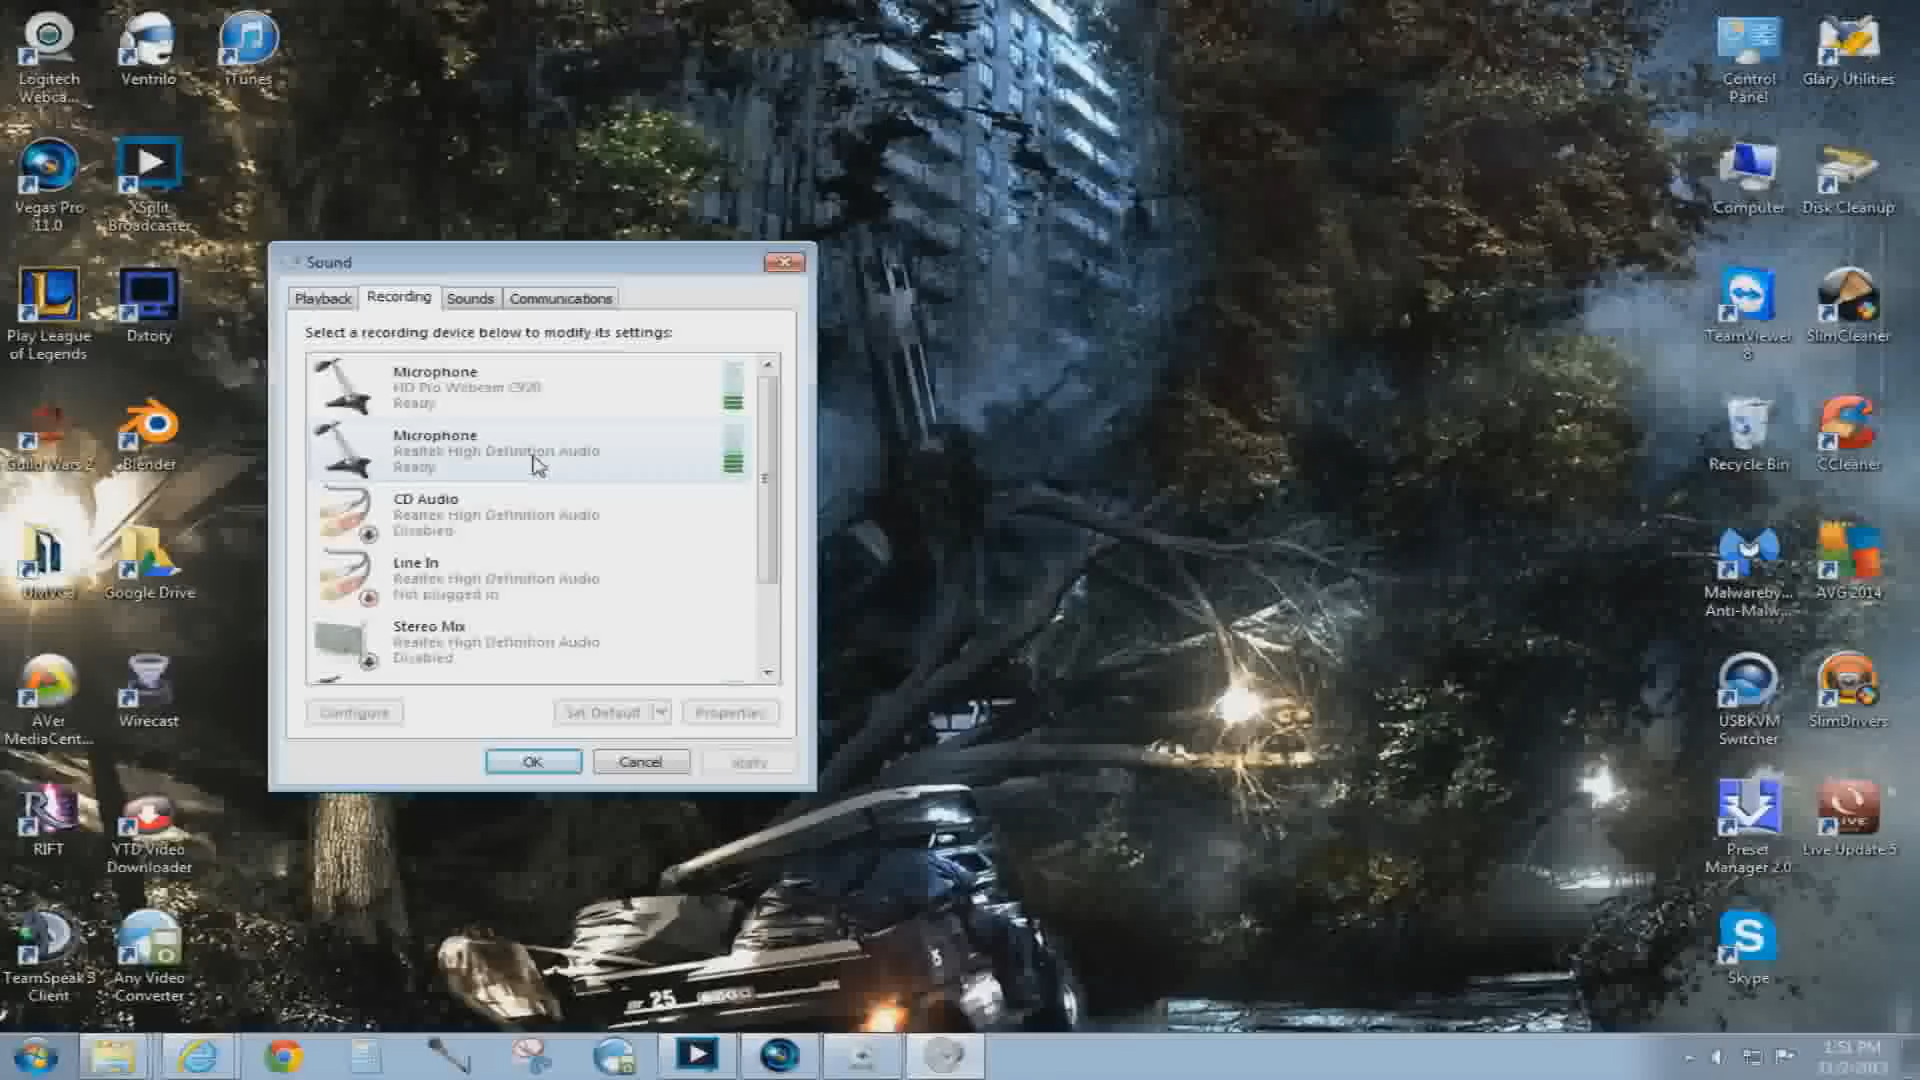 Logitech
Webca...
Ventrilo
iTunes
Control
Panel
Glary Utilities
Vegas Pro
11.0
XSplit
Broadcaster
Computer
Disk Cleanup
Sound
Playback
Recording
Sounds
Communications
Select a recording device below to modify its settings:
Microphone
HD Pro Webcam C920
Ready
Microphone
Realtek High Definition Audio
Ready
CD Audio
Realtek High Definition Audio
Disabled
Line In
Realtek High Definition Audio
Not plugged in
Stereo Mix
Realtek High Definition Audio
Disabled
Configure
Set Default
Properties
OK
Cancel
Apply
Play League
of Legends
Dxtory
TeamViewer
8
SlimCleaner
Guild Wars 2
Blender
Recycle Bin
CCleaner
Google Drive
Malwareby...
Anti-Malw...
AVG 2014
AVer
MediaCent...
Wirecast
USBKVM
Switcher
SlimDrivers
RIFT
YTD Video
Downloader
Preset
Manager 2.0
Live Update 5
TeamSpeak 3
Client
Any Video
Converter
Skype
25
1:51 PM